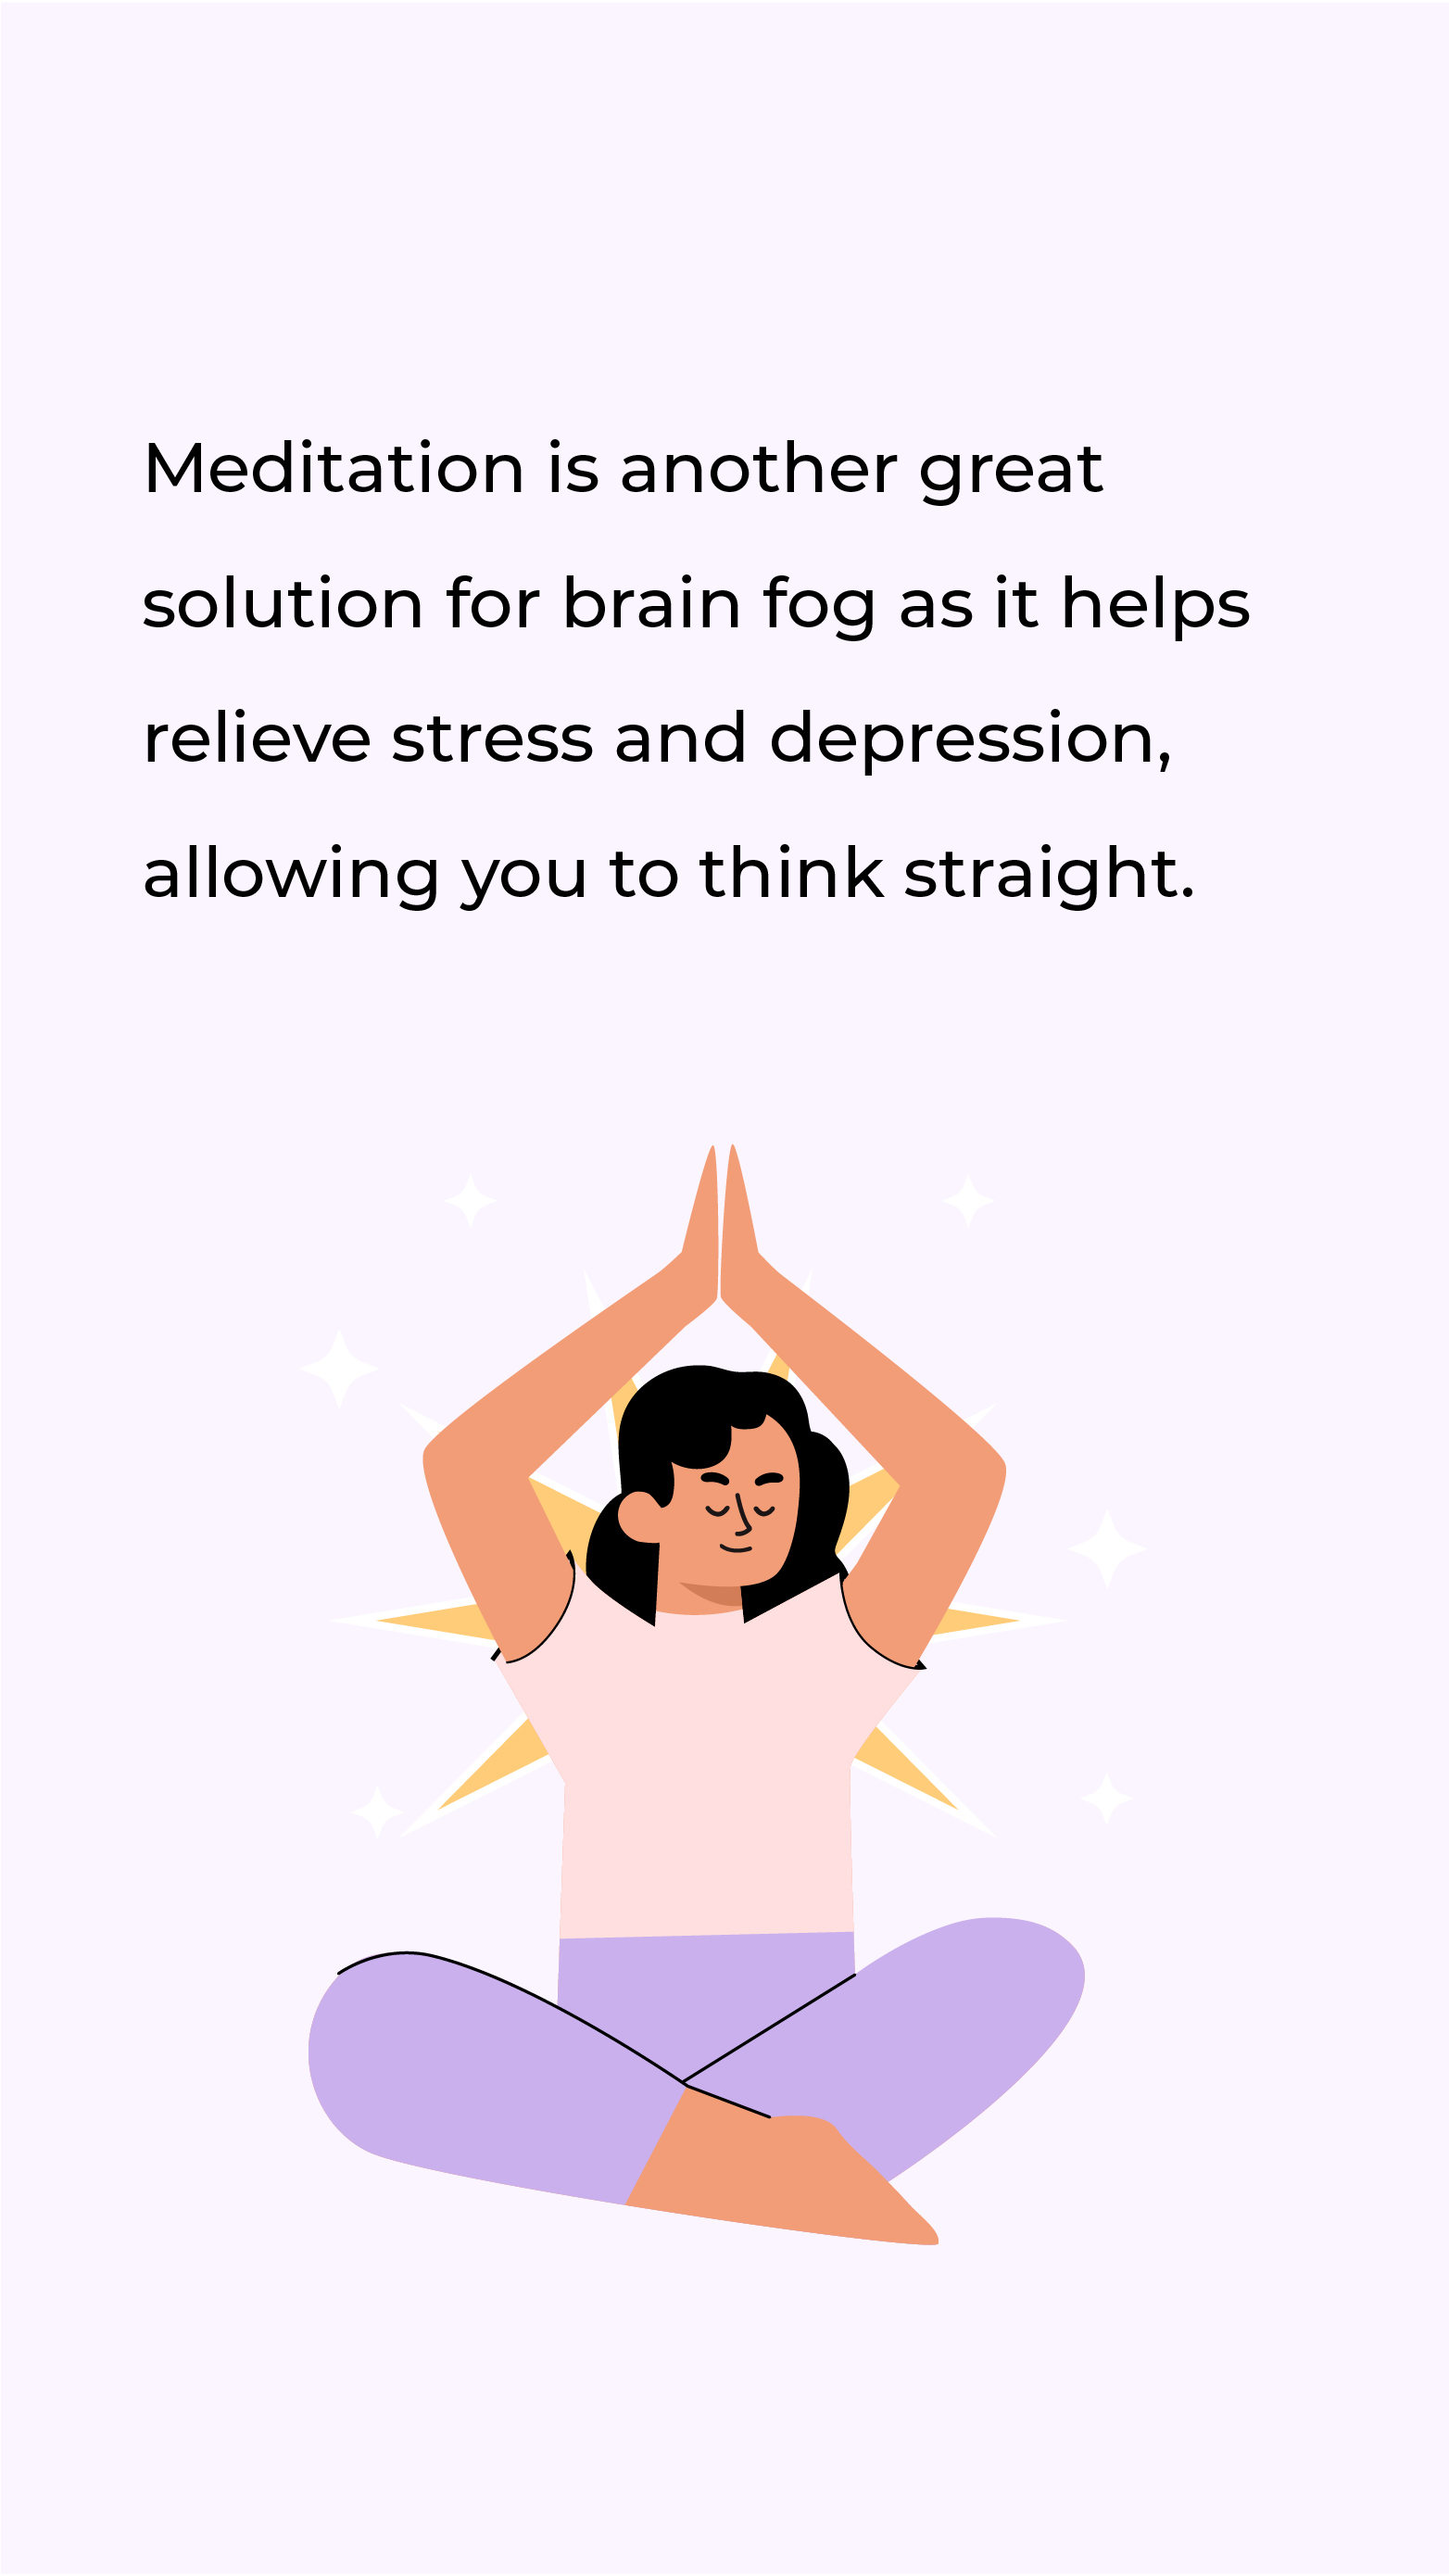 Meditation is another great
solution for brain fog as it helps
relieve stress and depression,
allowing you to think straight.